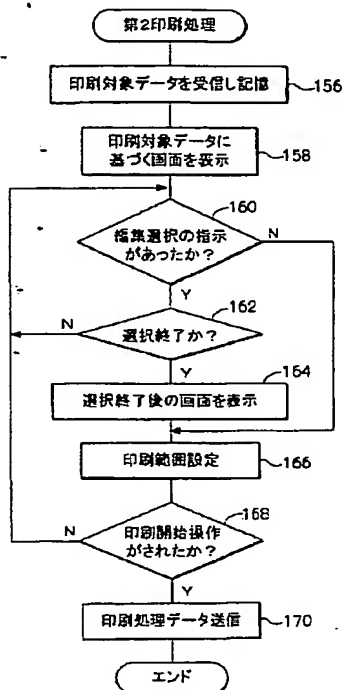 第2印刷処理
印刷対象データを受信し記憶
156
印刷対象データに
基づく画面を表示
158
160
編集選択の指示
があったか?
N
Y
162
選択終了か?
N
Y
164
選択終了後の画面を表示
印刷範囲設定
166
168
印刷開始操作
がされたか?
N
Y
印刷処理データ送信
170
エンド